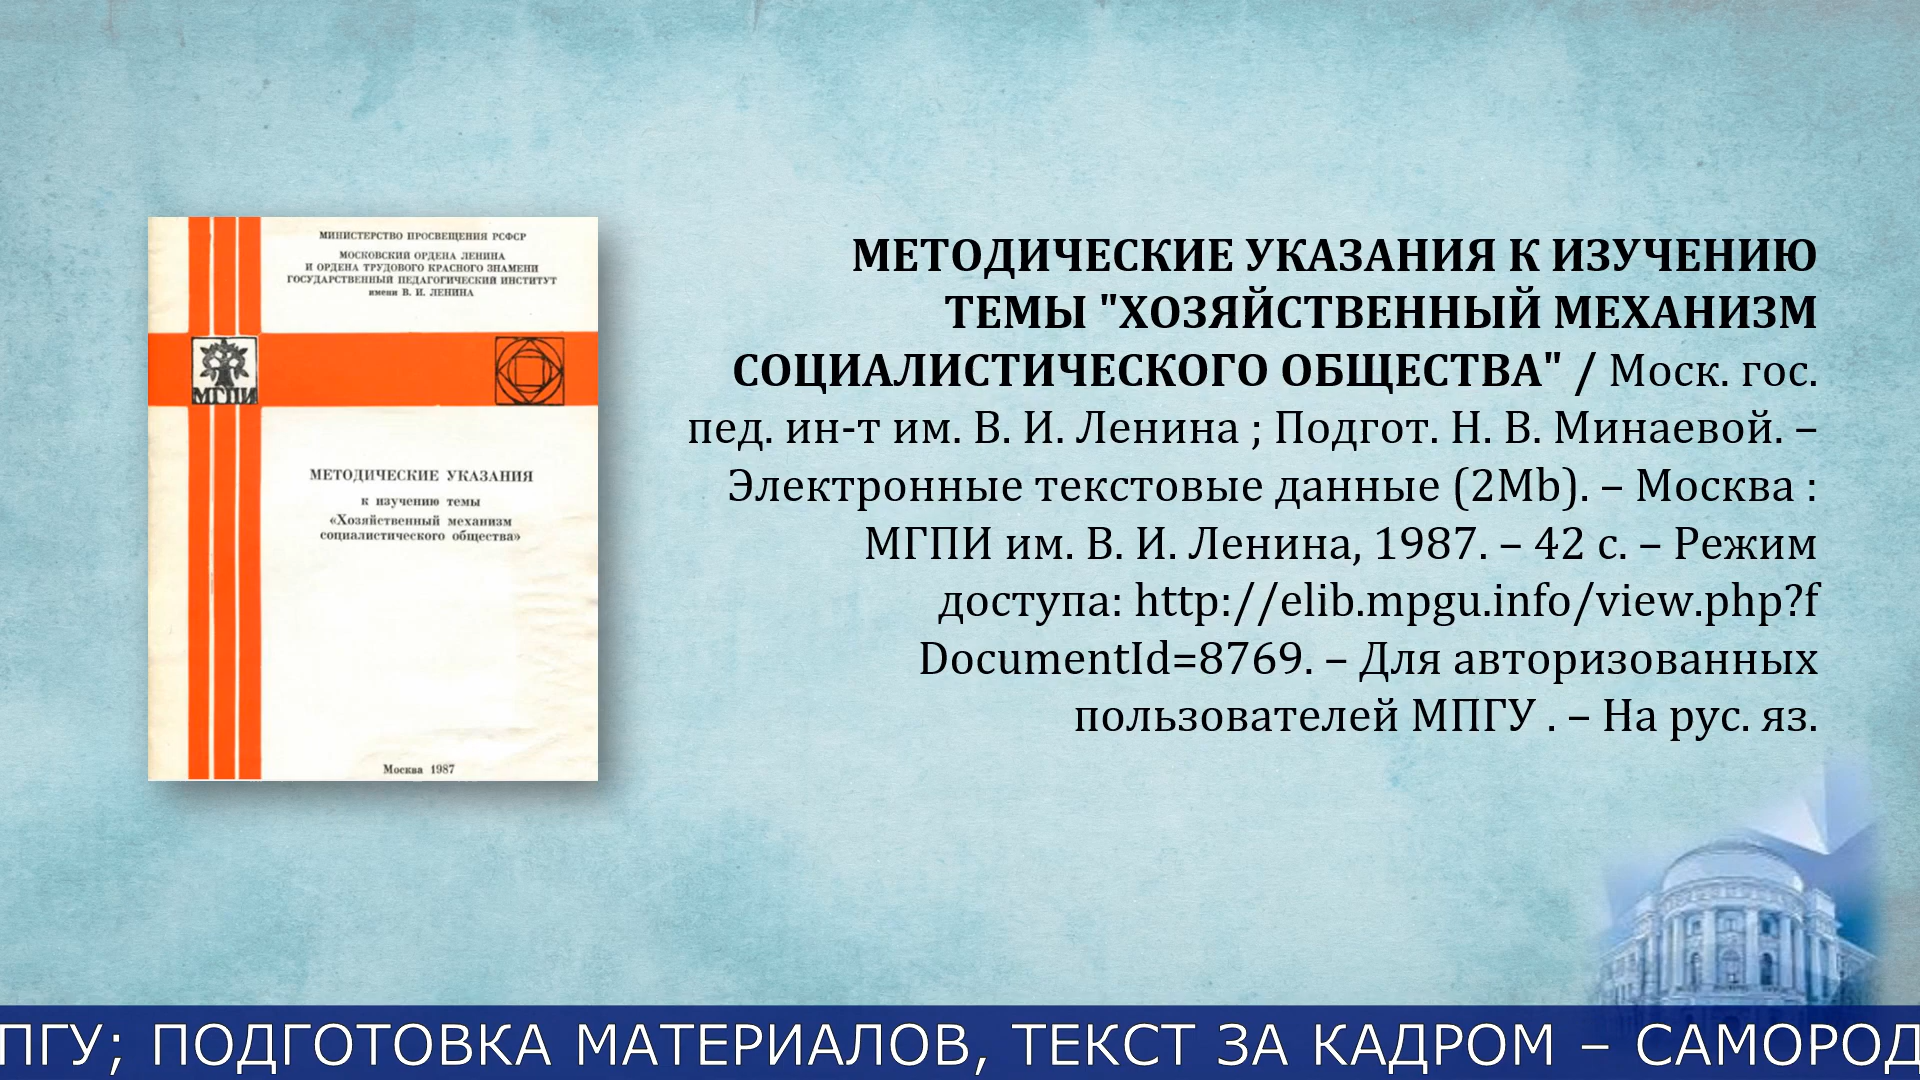 МИНИСТЕРСТВО ПРОСВЕЩЕНИЯ РСФСР
МОСКОВСКИЙ ОРДЕНА ЛЕНИНА
И ОРДЕНА ТРУДОВОГО КРАСНОГО ЗНАМЕНИ
ГОСУДАРСТВЕННЫЙ ПЕДАГОГИЧЕСКИЙ ИНСТИТУТ
имени В. И. ЛЕНИНА
МГПИ
МЕТОДИЧЕСКИЕ УКАЗАНИЯ
к изучению темы
«Хозяйственный механизм
социалистического общества»
Москва 1987
МЕТОДИЧЕСКИЕ УКАЗАНИЯ К ИЗУЧЕНИЮ
ТЕМЫ "ХОЗЯЙСТВЕННЫЙ МЕХАНИЗМ
СОЦИАЛИСТИЧЕСКОГО ОБЩЕСТВА" / Моск. гос.
пед. ин-т им. В. И. Ленина ; Подгот. Н. В. Минаевой. –
Электронные текстовые данные (2Mb). – Москва :
МГПИ им. В. И. Ленина, 1987. – 42 с. – Режим
доступа: http://elib.mpgu.info/view.php?f
DocumentId=8769. – Для авторизованных
пользователей МПГУ . – На рус. яз.
ПГУ; ПОДГОТОВКА МАТЕРИАЛОВ, ТЕКСТ ЗА КАДРОМ – САМОРОД